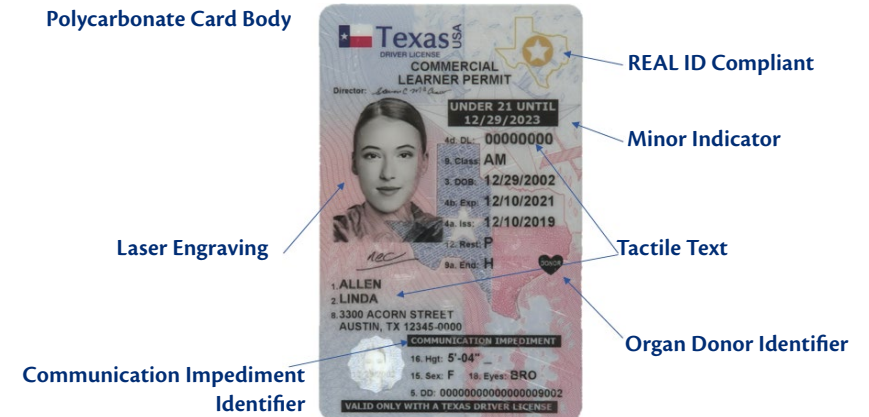 Polycarbonate Card Body
Texas USA
DRIVER LICENSE
COMMERCIAL
LEARNER PERMIT
Director:
UNDER 21 UNTIL
12/29/2023
4d. DL: 00000000
9. Class AM
3. DOB: 12/29/2002
4b. Exp: 12/10/2021
4a. Iss: 12/10/2019
12. Rest: P
9a. End: H
DONOR
1. ALLEN
2. LINDA
8. 3300 ACORN STREET
AUSTIN, TX 12345-0000
COMMUNICATION IMPEDIMENT
16. Hgt: 5'-04"
15. Sex: F 18. Eyes: BRO
5. DD: 00000000000000009002
VALID ONLY WITH A TEXAS DRIVER LICENSE
REAL ID Compliant
Minor Indicator
Laser Engraving
Tactile Text
Organ Donor Identifier
Communication Impediment
Identifier